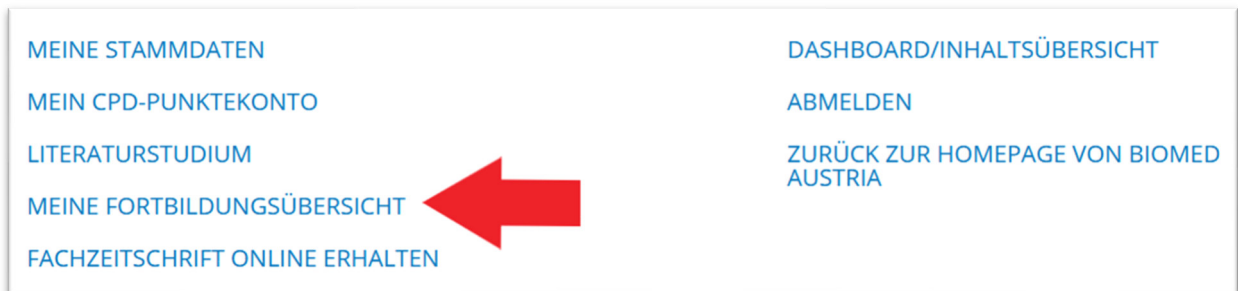 MEINE STAMMDATEN
MEIN CPD-PUNKTEKONTO
LITERATURSTUDIUM
MEINE FORTBILDUNGSÜBERSICHT
FACHZEITSCHRIFT ONLINE ERHALTEN
DASHBOARD/INHALTSÜBERSICHT
ABMELDEN
ZURÜCK ZUR HOMEPAGE VON BIOMED
AUSTRIA